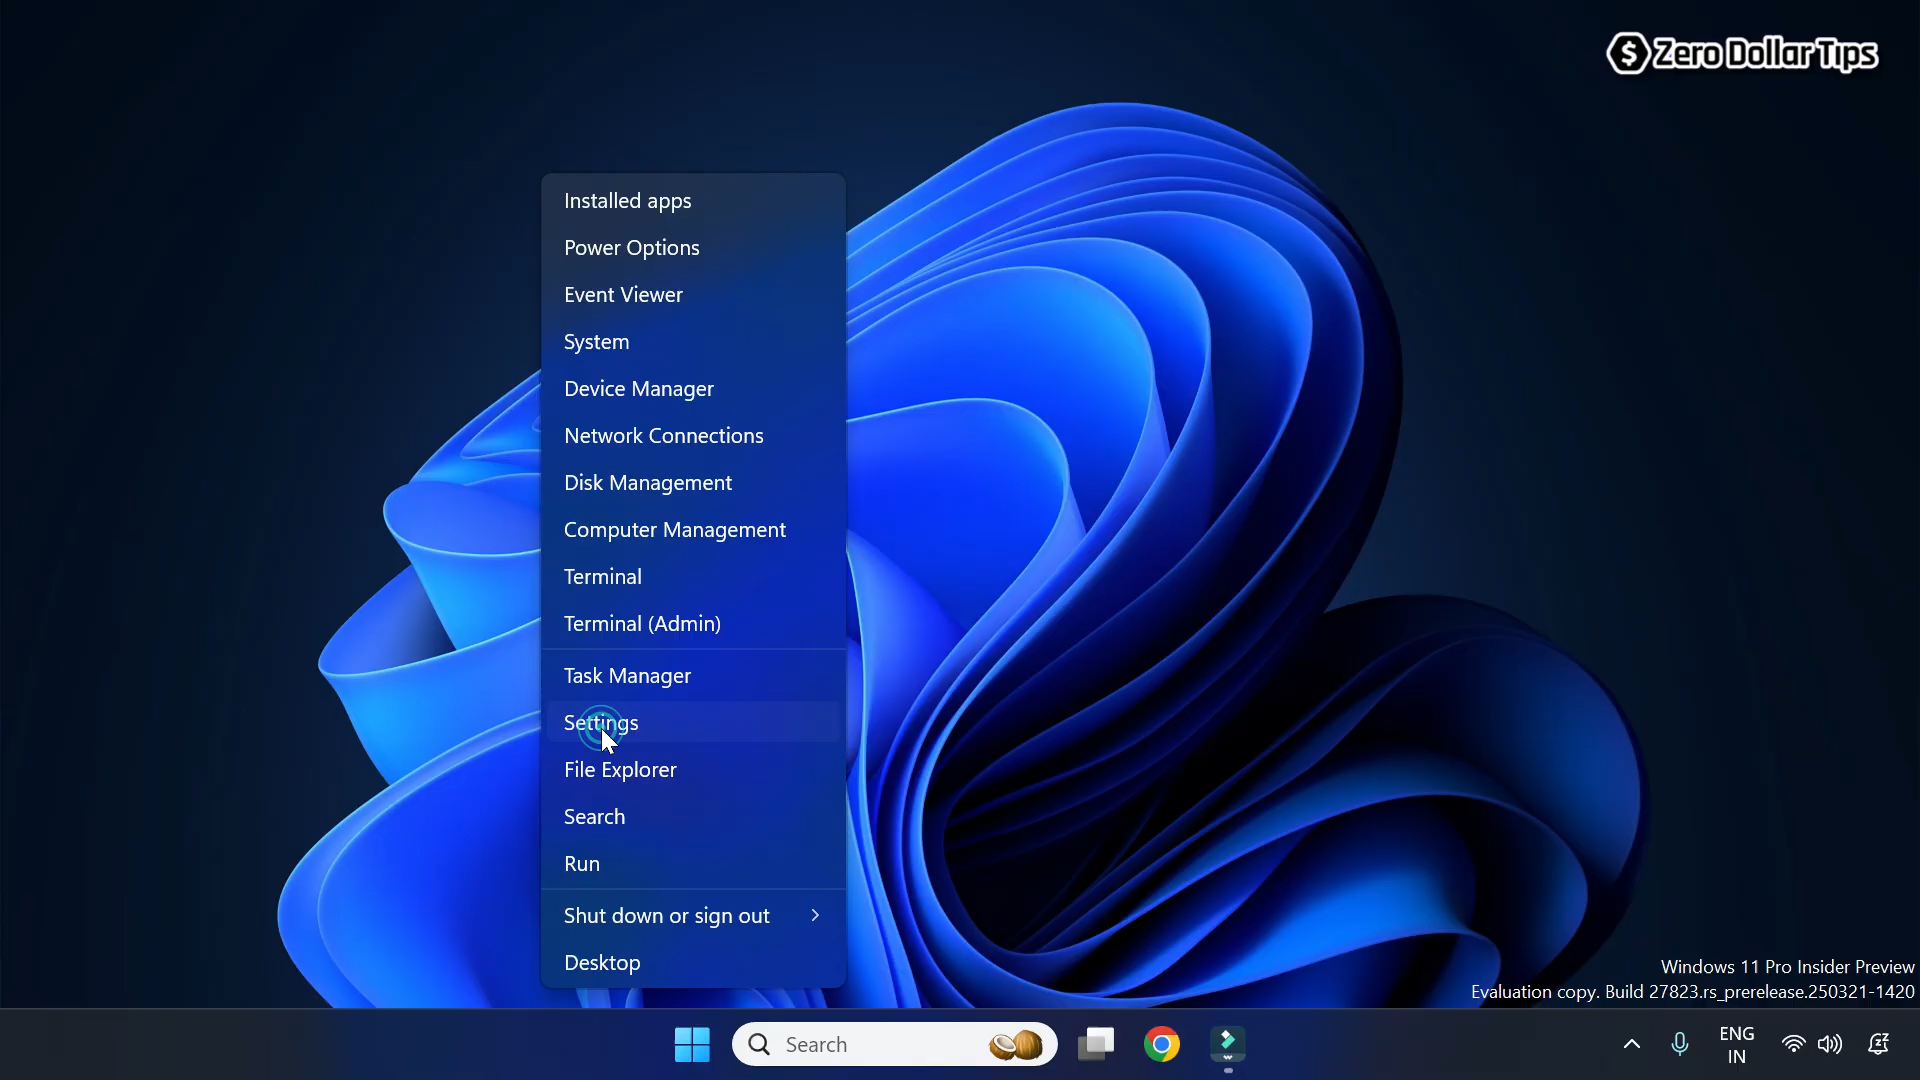 Zero Dollar Tips
Installed apps
Power Options
Event Viewer
System
Device Manager
Network Connections
Disk Management
Computer Management
Terminal
Terminal (Admin)
Task Manager
Settings
File Explorer
Search
Run
Shut down or sign out
Desktop
Windows 11 Pro Insider Preview
Evaluation copy. Build 27823.rs_prerelease.250321-1420
Search
ENG
IN